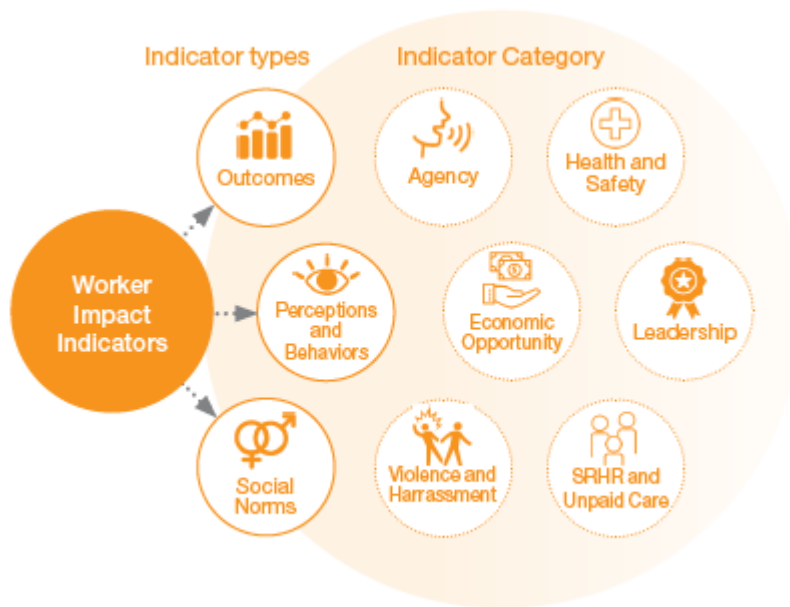 Indicator types
Indicator Category
Outcomes
Agency
Health and
Safety
Worker
Impact
Indicators
Perceptions
and
Behaviors
Economic
Opportunity
Leadership
Social
Norms
Violence and
Harrassment
SRHR and
Unpaid Care